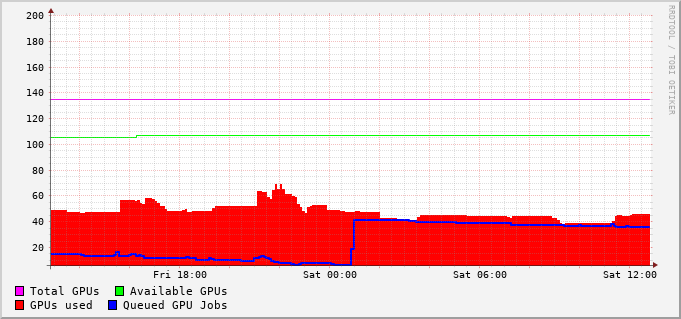 200
180
160
140
120
100
80
60
40
20
Fri 18:00 Sat 00:00 Sat 06:00 Sat 12:00
Total GPUs Available GPUs
GPUs used Queued GPU Jobs
RRDTOOL / TOBI OETIKER